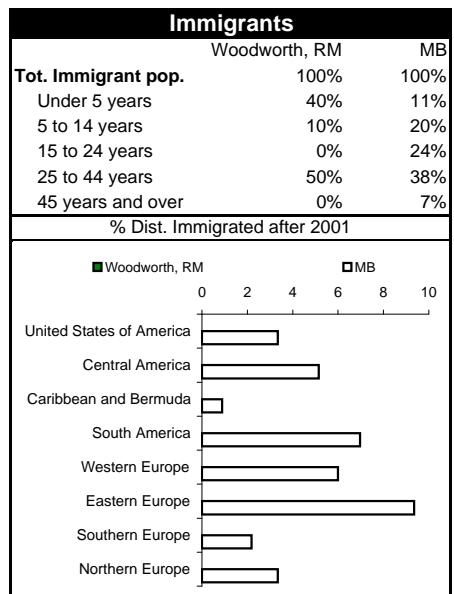 Immigrants
Woodworth, RM MB
Tot. Immigrant pop. 100% 100%
Under 5 years 40% 11%
5 to 14 years 10% 20%
15 to 24 years 0% 24%
25 to 44 years 50% 38%
45 years and over 0% 7%
% Dist. Immigrated after 2001
Woodworth, RM MB
0 2 4 6 8 10
United States of America
Central America
Caribbean and Bermuda
South America
Western Europe
Eastern Europe
Southern Europe
Northern Europe